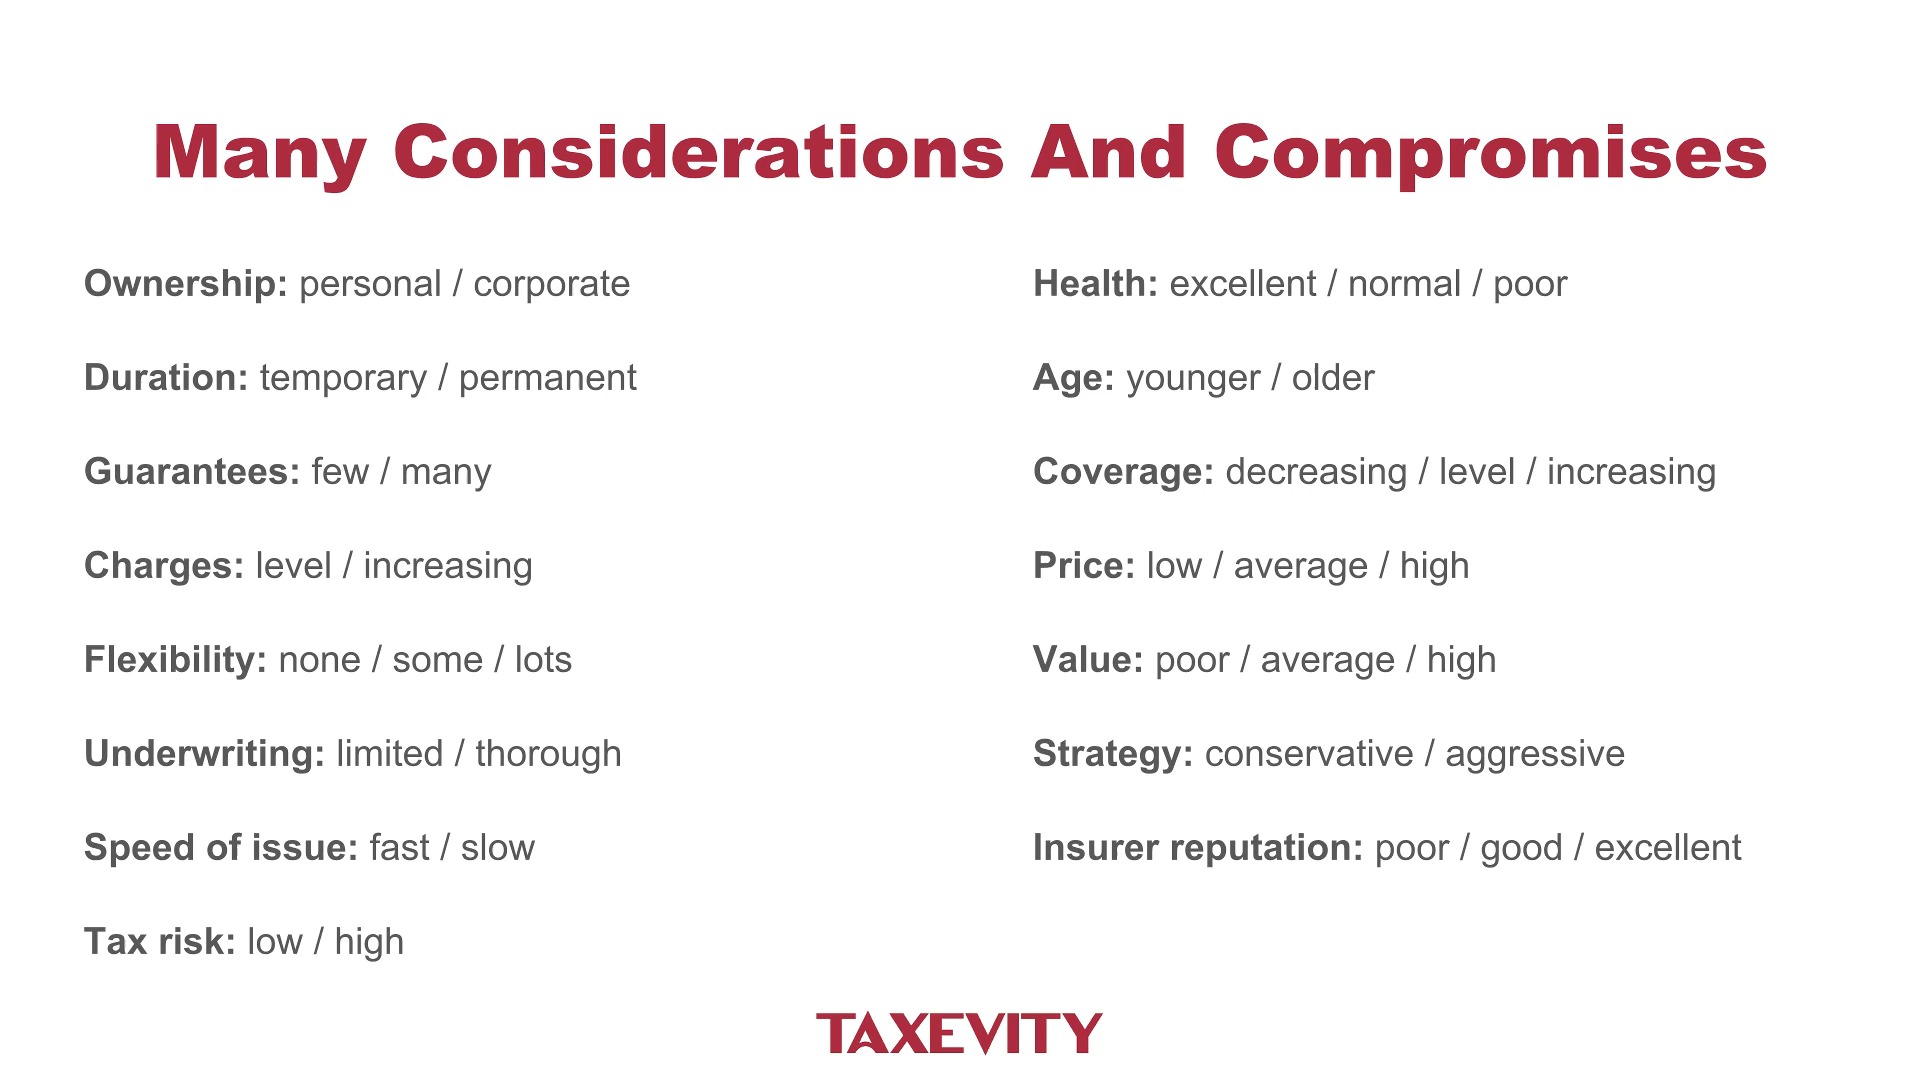 Many Considerations And Compromises
Ownership: personal / corporate
Duration: temporary / permanent
Guarantees: few / many
Charges: level / increasing
Flexibility: none / some / lots
Underwriting: limited / thorough
Speed of issue: fast / slow
Tax risk: low / high
Health: excellent / normal / poor
Age: younger / older
Coverage: decreasing / level / increasing
Price: low / average / high
Value: poor / average / high
Strategy: conservative / aggressive
Insurer reputation: poor / good / excellent
TAXEVITY